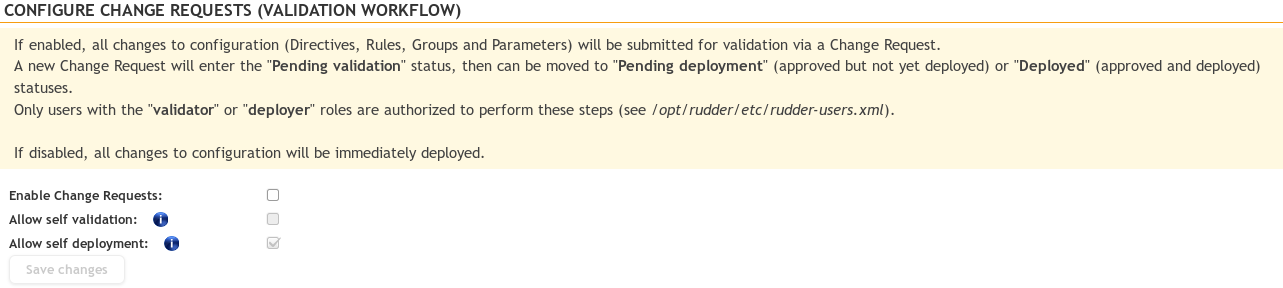 CONFIGURE CHANGE REQUESTS (VALIDATION WORKFLOW)
If enabled, all changes to configuration (Directives, Rules, Groups and Parameters) will be submitted for validation via a Change Request.
A new Change Request will enter the "Pending validation" status, then can be moved to "Pending deployment" (approved but not yet deployed) or "Deployed" (approved and deployed)
statuses.
Only users with the "validator" or "deployer" roles are authorized to perform these steps (see /opt/rudder/etc/rudder-users.xml).
If disabled, all changes to configuration will be immediately deployed.
Enable Change Requests:
Allow self validation:
Allow self deployment:
Save changes